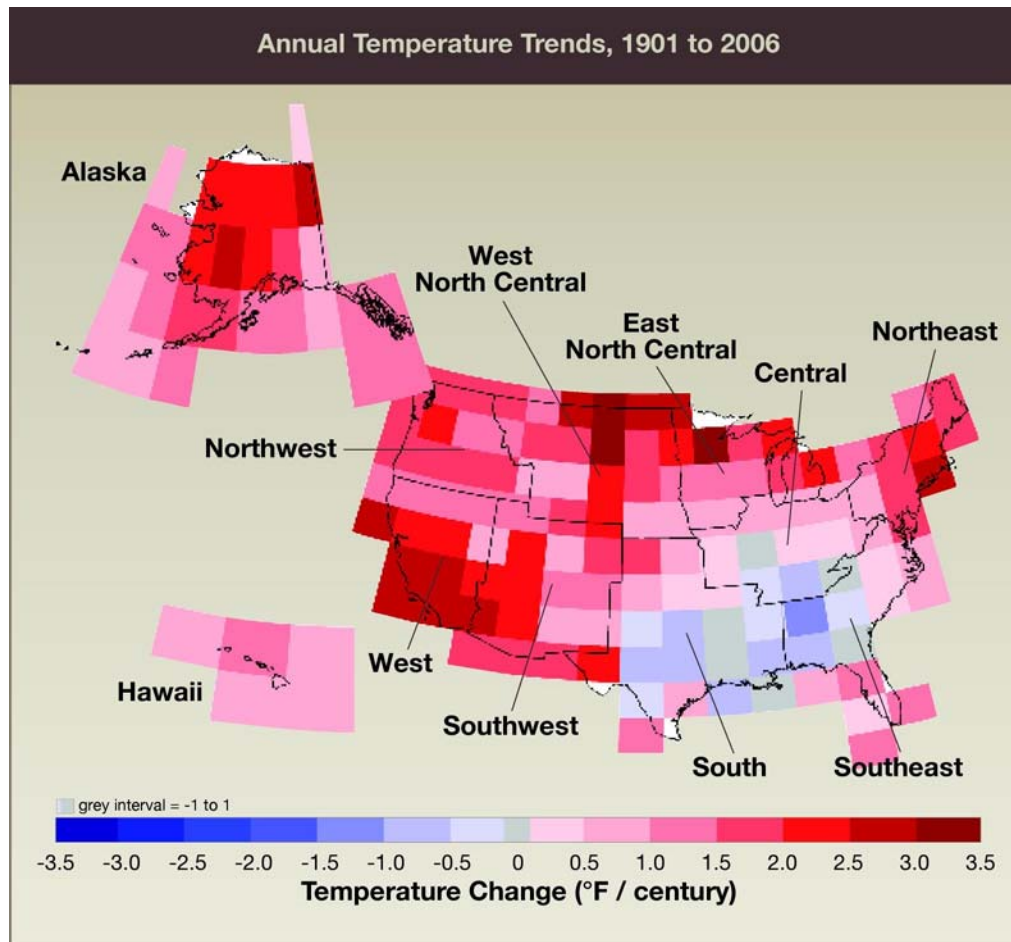 Annual Temperature Trends, 1901 to 2006
Alaska
West
North Central
East
North Central
Northeast
Central
Northwest
West
Hawaii
Southwest
South
Southeast
grey interval = -1 to 1
-3.5 -3.0 -2.5 -2.0 -1.5 -1.0 -0.5 0 0.5 1.0 1.5 2.0 2.5 3.0 3.5
Temperature Change (°F / century)